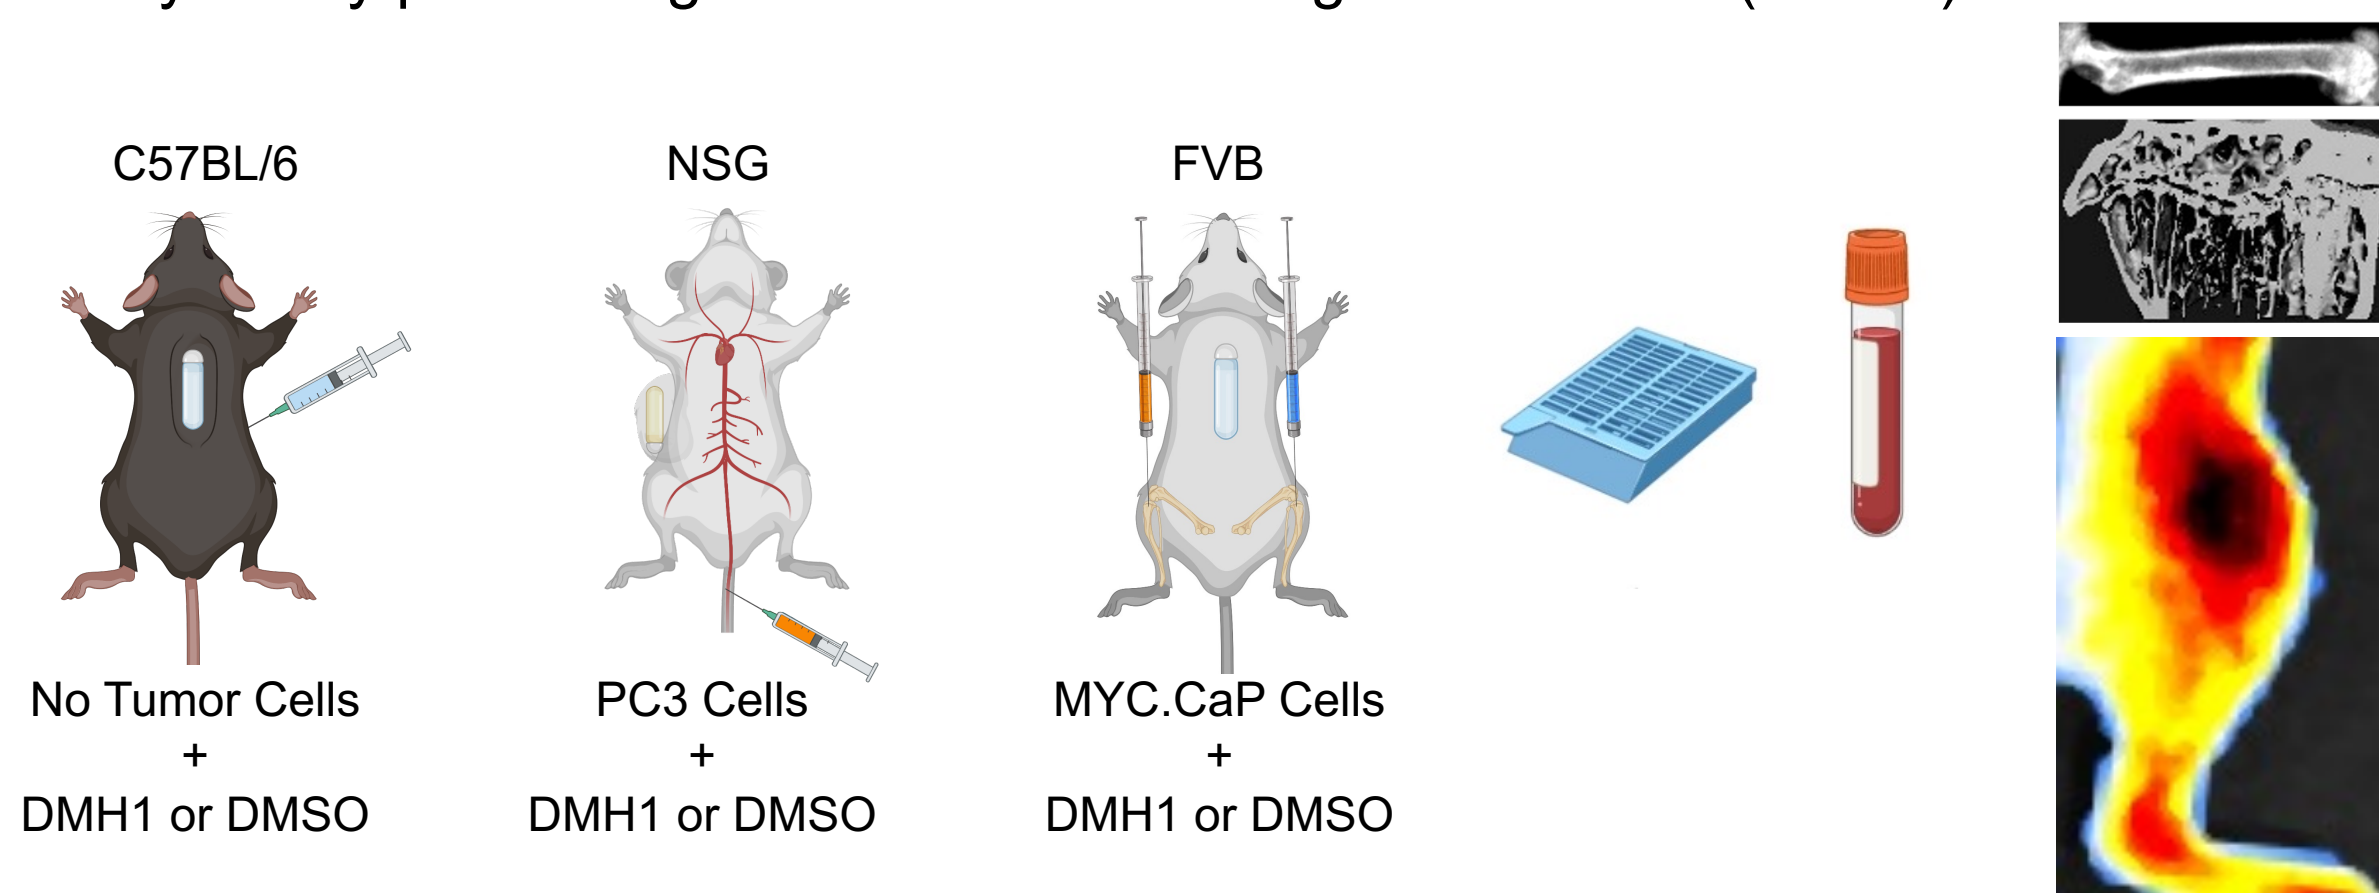 C57BL/6
NSG
FVB
No Tumor Cells
+
DMH1 or DMSO
PC3 Cells
+
DMH1 or DMSO
MYC.CaP Cells
+
DMH1 or DMSO